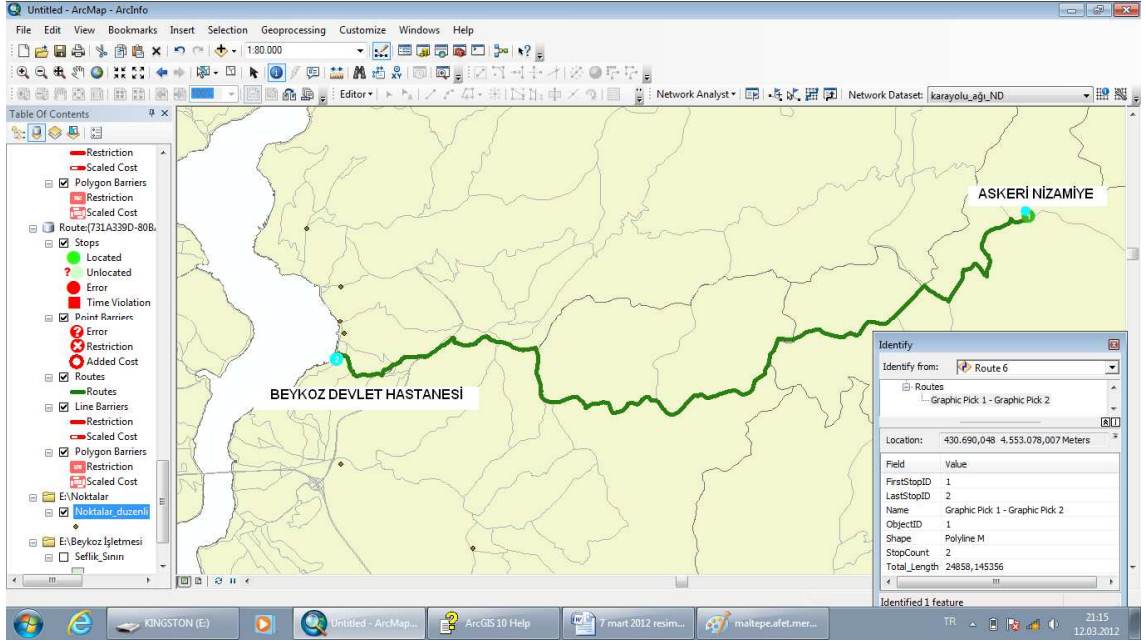 Untitled - ArcMap - ArcInfo
File Edit View Bookmarks Insert Selection Geoprocessing Customize Windows Help
1:80.000
100%
Editor
Network Analyst
Network Dataset: karayolu_ağı_ND
Table Of Contents
Restriction
Scaled Cost
Polygon Barriers
Restriction
Scaled Cost
Route:(731A339D-80B
Stops
Located
? Unlocated
Error
Time Violation
Point Barriers
Error
Restriction
Added Cost
Routes
Routes
Line Barriers
Restriction
Scaled Cost
Polygon Barriers
Restriction
Scaled Cost
E:\Noktalar
Noktalar_duzenli
E:\Beykoz İşletmesi
Seflik_Sınırı
ASKERİ NİZAMİYE
2
BEYKOZ DEVLET HASTANESİ
Identify
Identify from: Route 6
Routes
Graphic Pick 1 - Graphic Pick 2
Location: 430.690,048 4.553.078,007 Meters
Field Value
FirstStopID 1
LastStopID 2
Name Graphic Pick 1 - Graphic Pick 2
ObjectID 1
Shape Polyline M
StopCount 2
Total_Length 24858,145356
Identified 1 feature
KINGSTON (E:)
Untitled - ArcMap...
ArcGIS 10 Help
7 mart 2012 resim...
maltepe.afet.mer...
TR
21:15
12.03.2012